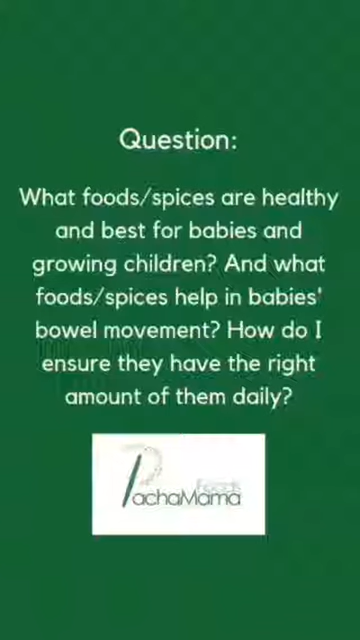 Question:
What foods/spices are healthy
and best for babies and
growing children? And what
foods/spices help in babies'
bowel movement? How do I
ensure they have the right
amount of them daily?
Foods
PachaMama